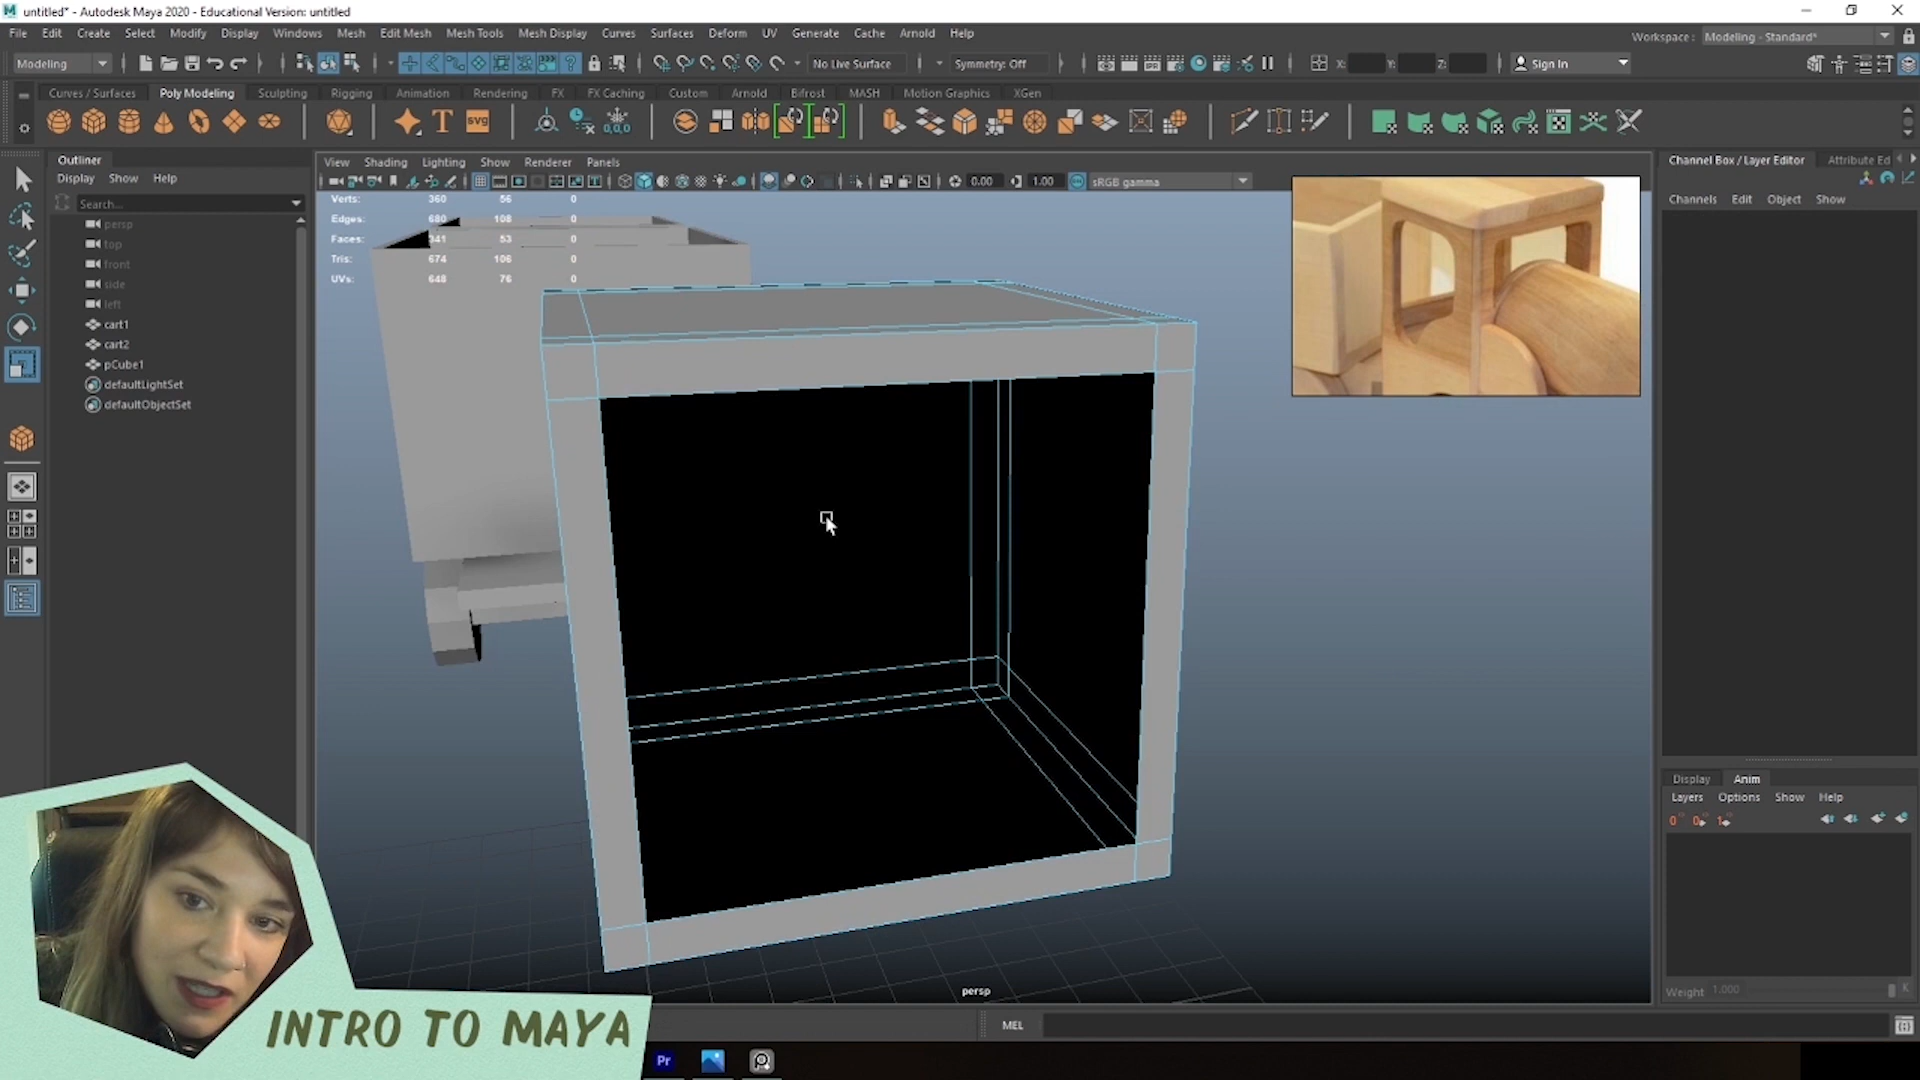 untitled* - Autodesk Maya 2020 - Educational Version: untitled
File Edit Create Select Modify Display Windows Mesh Edit Mesh Mesh Tools Mesh Display Curves Surfaces Deform UV Generate Cache Arnold Help
Workspace : Modeling - Standard*
Modeling No Live Surface Symmetry: Off X: Y: Z: Sign In
Curves / Surfaces Poly Modeling Sculpting Rigging Animation Rendering FX FX Caching Custom Arnold Bifrost MASH Motion Graphics XGen
T SVG 0,0,0
Outliner
Display Show Help
Search...
persp
top
front
side
left
cart1
cart2
pCube1
defaultLightSet
defaultObjectSet
View Shading Lighting Show Renderer Panels
0.00 1.00 sRGB gamma
Verts: 360 56 0
Edges: 680 108 0
Faces: 341 53 0
Tris: 674 106 0
UVs: 648 76 0
persp
Channel Box / Layer Editor Attribute Ed
Channels Edit Object Show
Display Anim
Layers Options Show Help
Weight 1.000
MEL
INTRO TO MAYA
Pr